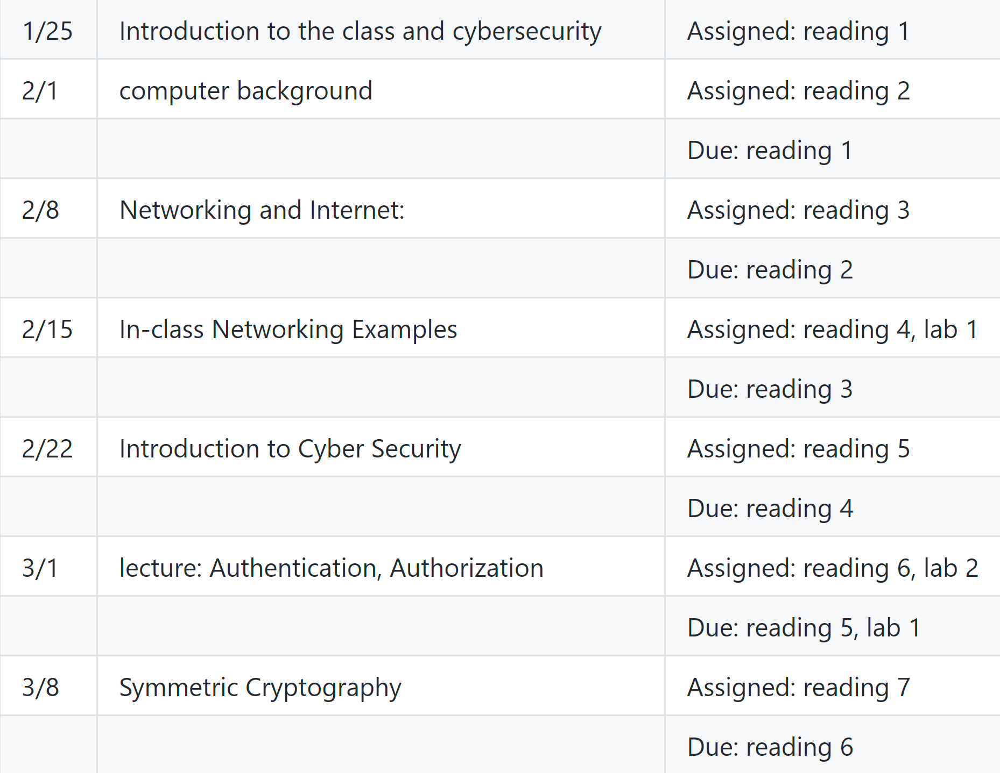 1/25 Introduction to the class and cybersecurity Assigned: reading 1
2/1 computer background Assigned: reading 2
Due: reading 1
2/8 Networking and Internet: Assigned: reading 3
Due: reading 2
2/15 In-class Networking Examples Assigned: reading 4, lab 1
Due: reading 3
2/22 Introduction to Cyber Security Assigned: reading 5
Due: reading 4
3/1 lecture: Authentication, Authorization Assigned: reading 6, lab 2
Due: reading 5, lab 1
3/8 Symmetric Cryptography Assigned: reading 7
Due: reading 6